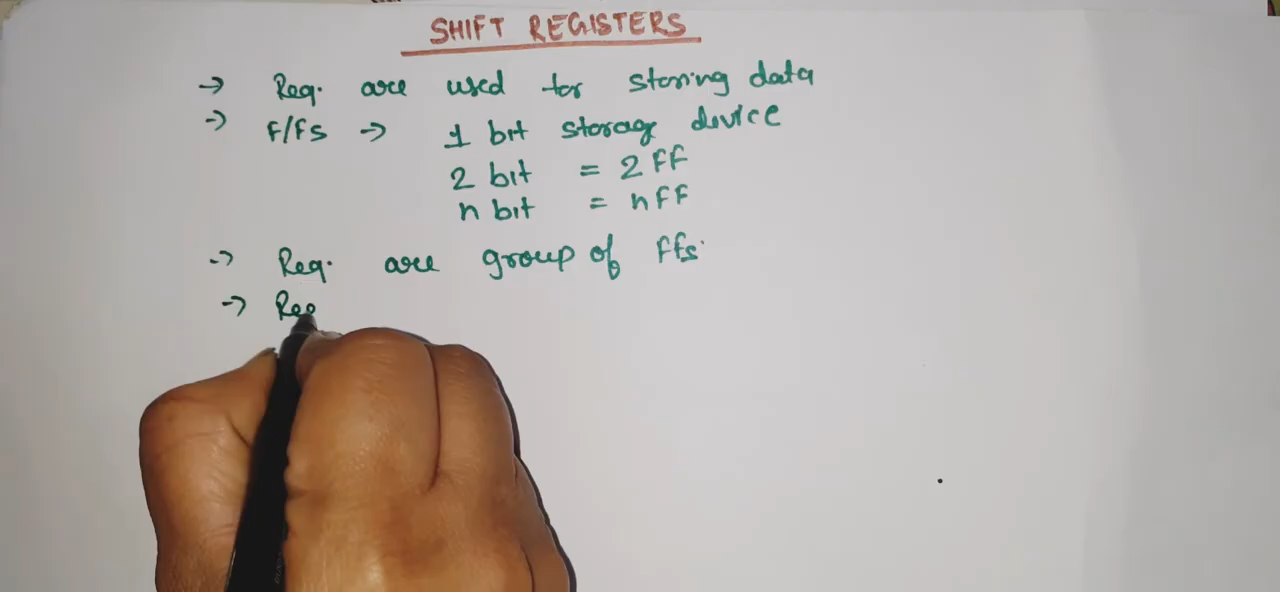 SHIFT REGISTERS
→ Reg. are used for storing data
→ F/Fs → 1 bit storage device
2 bit = 2 FF
n bit = n FF
→ Reg. are group of Ffs.
→ Reg